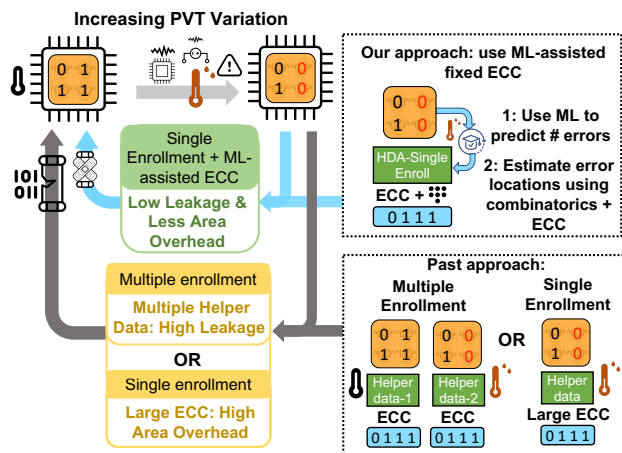 Increasing PVT Variation
0 1
1 1
0 0
1 0
Single
Enrollment + ML-
assisted ECC
Low Leakage &
Less Area
Overhead
101
011
Multiple enrollment
Multiple Helper
Data: High Leakage
OR
Single enrollment
Large ECC: High
Area Overhead
Our approach: use ML-assisted
fixed ECC
0 0
1 0
HDA-Single
Enroll
ECC +
0 1 1 1
1: Use ML to
predict # errors
2: Estimate error
locations using
combinatorics +
ECC
Past approach:
Multiple
Enrollment
0 1
1 1
Helper
data-1
ECC
0 1 1 1
0 0
1 0
Helper
data-2
ECC
0 1 1 1
OR
Single
Enrollment
0 0
1 0
Helper
data
Large ECC
0 1 1 1